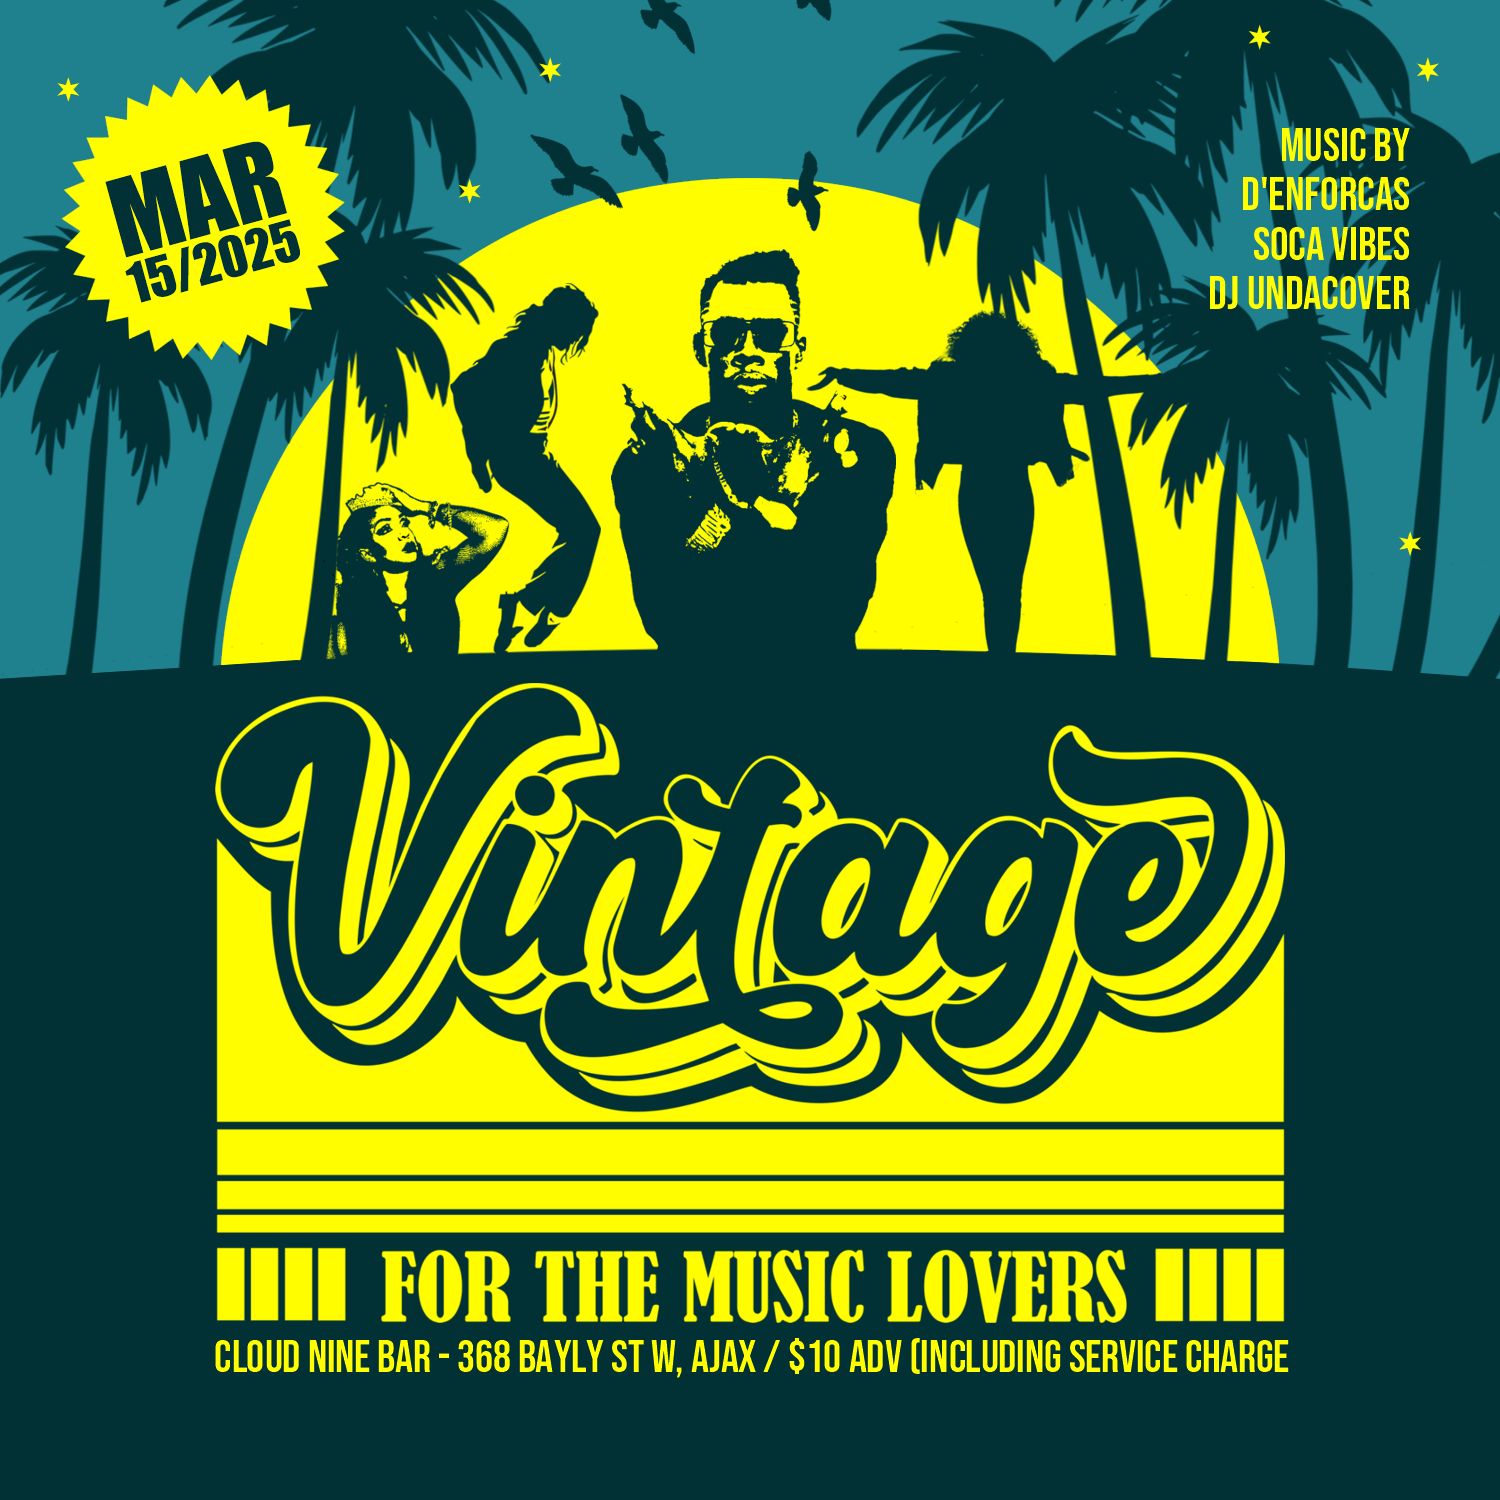 MAR
15/2025
MUSIC BY
D'ENFORCAS
SOCA VIBES
DJ UNDACOVER
Vintage
FOR THE MUSIC LOVERS
CLOUD NINE BAR - 368 BAYLY ST W, AJAX / $10 ADV (INCLUDING SERVICE CHARGE